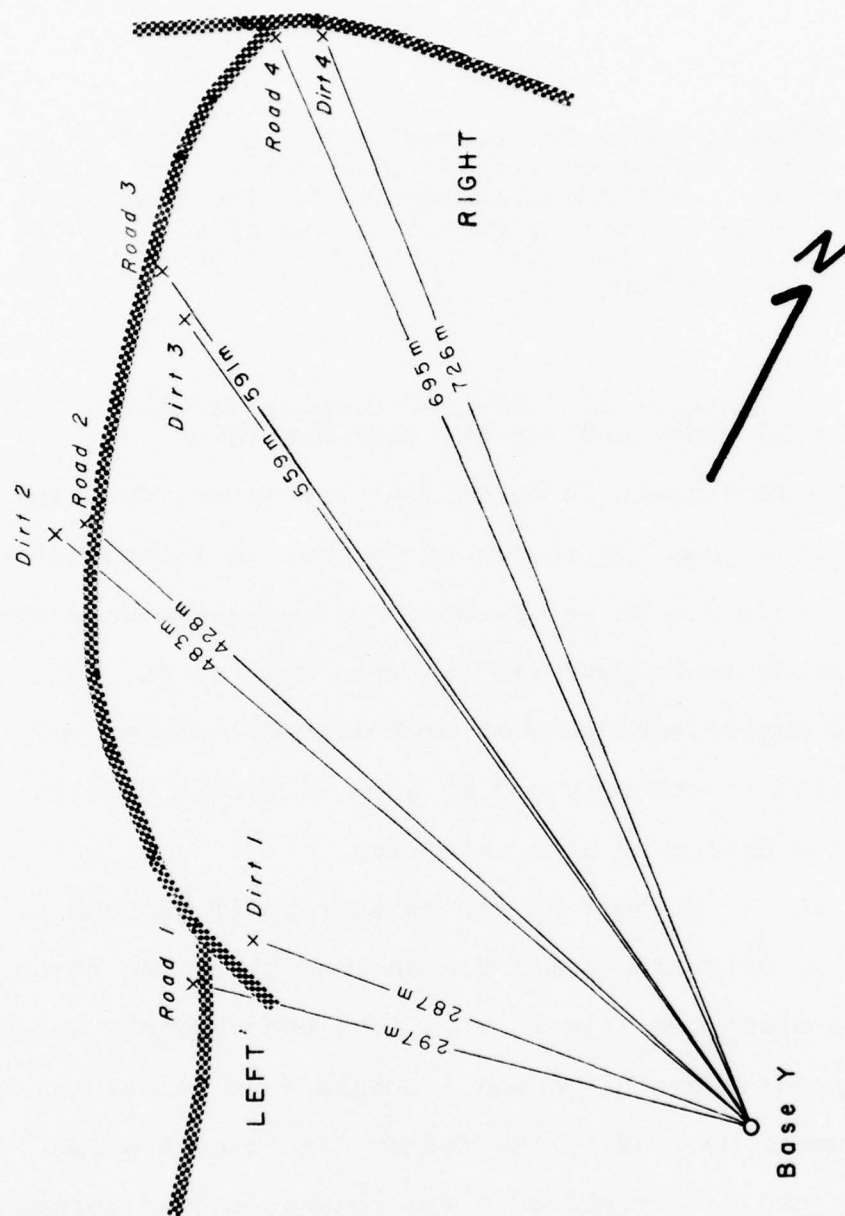 Road 4
Dirt 4
RIGHT
Road 3
Dirt 3
Dirt 2
Road 2
Road 1
Dirt 1
LEFT
591m
559m
695m
726m
428m
483m
287m
297m
N
Base Y